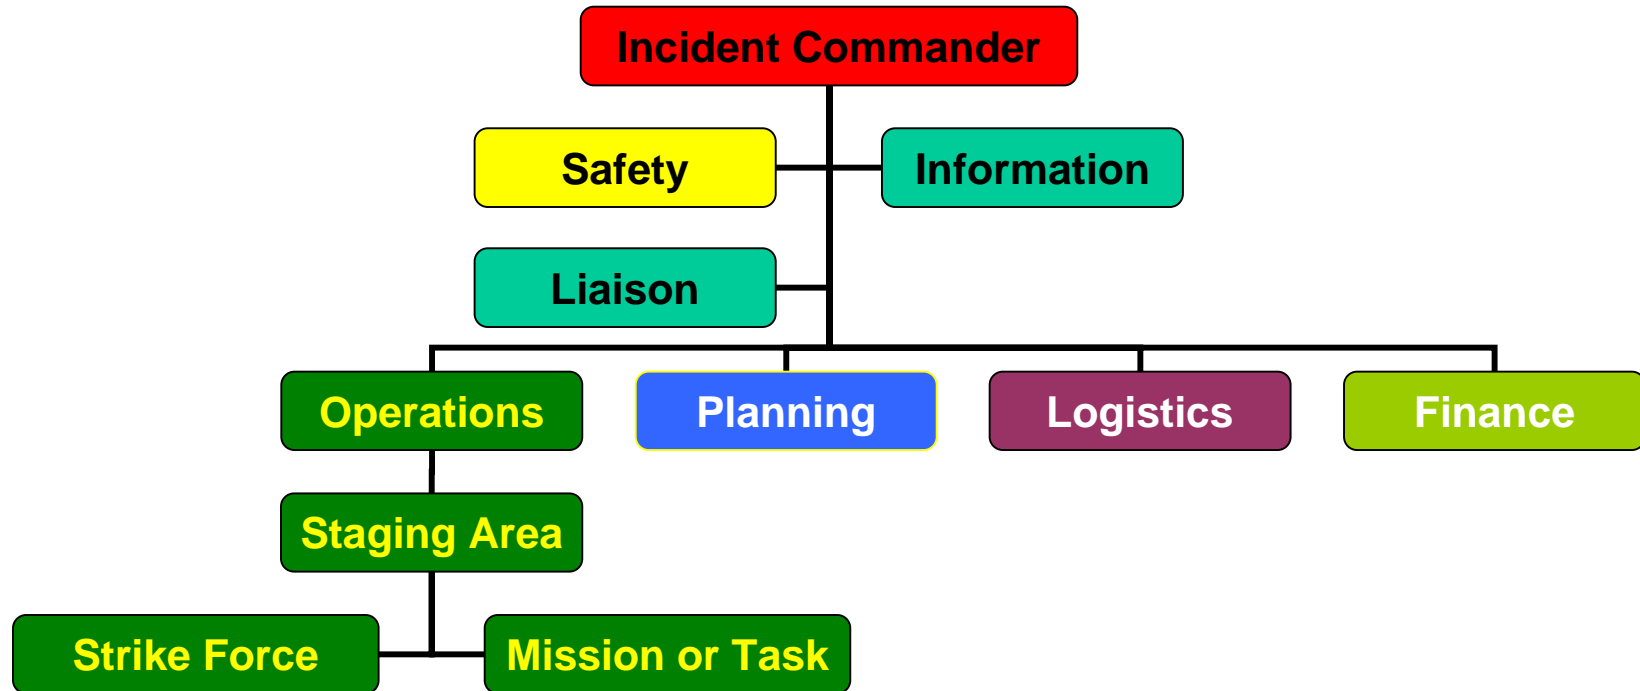 Incident Commander
Safety
Information
Liaison
Operations
Planning
Logistics
Finance
Staging Area
Strike Force
Mission or Task